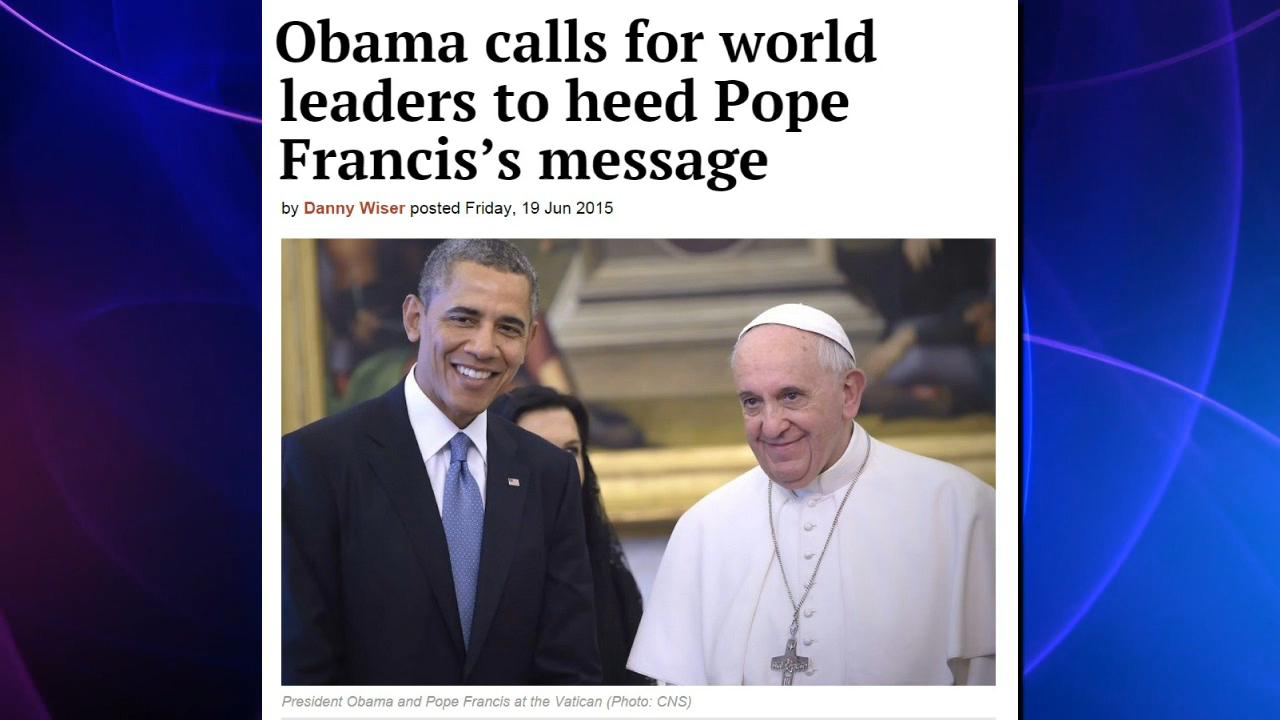 Obama calls for world
leaders to heed Pope
Francis’s message
by Danny Wiser posted Friday, 19 Jun 2015
President Obama and Pope Francis at the Vatican (Photo: CNS)